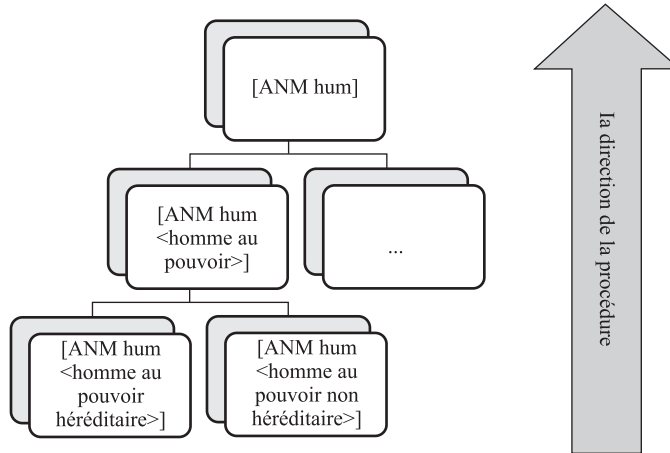 [ANM hum]
[ANM hum
<homme au
pouvoir>]
...
[ANM hum
<homme au
pouvoir
héréditaire>]
[ANM hum
<homme au
pouvoir non
héréditaire>]
la direction de la procédure